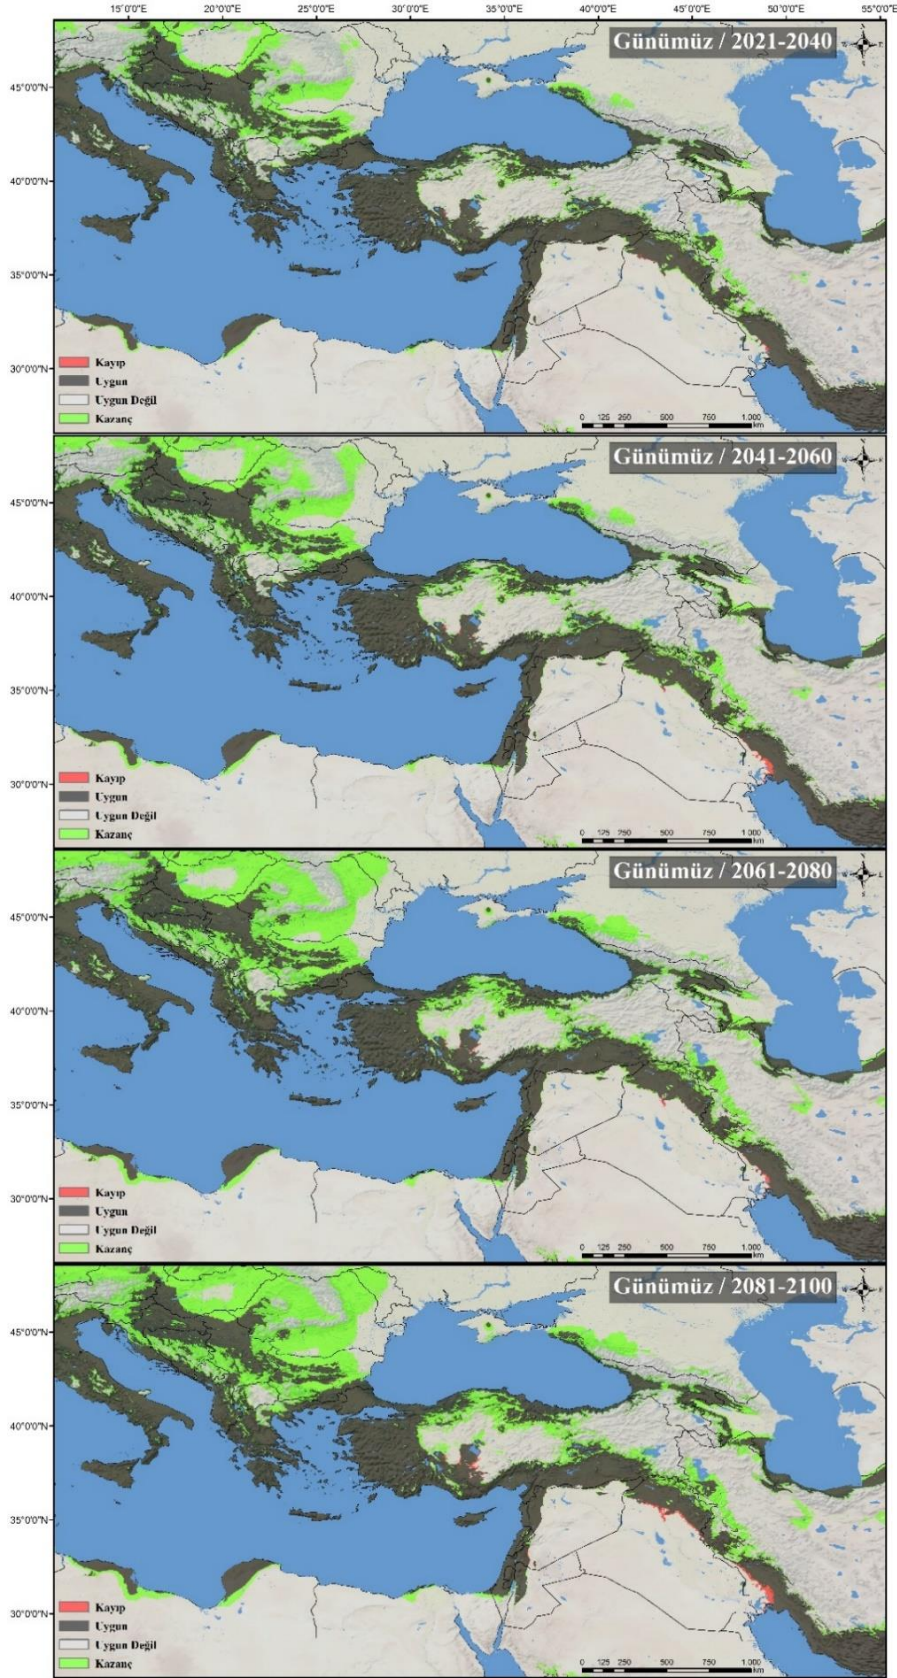 15°0'0"E 20°0'0"E 25°0'0"E 30°0'0"E 35°0'0"E 40°0'0"E 45°0'0"E 50°0'0"E 55°0'0"E
Günümüz / 2021-2040
45°0'0"N
40°0'0"N
35°0'0"N
30°0'0"N
Kayıp
Uygun
Uygun Değil
Kazanç
0 125 250 500 750 1.000
km
Günümüz / 2041-2060
45°0'0"N
40°0'0"N
35°0'0"N
30°0'0"N
Kayıp
Uygun
Uygun Değil
Kazanç
0 125 250 500 750 1.000
km
Günümüz / 2061-2080
45°0'0"N
40°0'0"N
35°0'0"N
30°0'0"N
Kayıp
Uygun
Uygun Değil
Kazanç
0 125 250 500 750 1.000
km
Günümüz / 2081-2100
45°0'0"N
40°0'0"N
35°0'0"N
30°0'0"N
Kayıp
Uygun
Uygun Değil
Kazanç
0 125 250 500 750 1.000
km